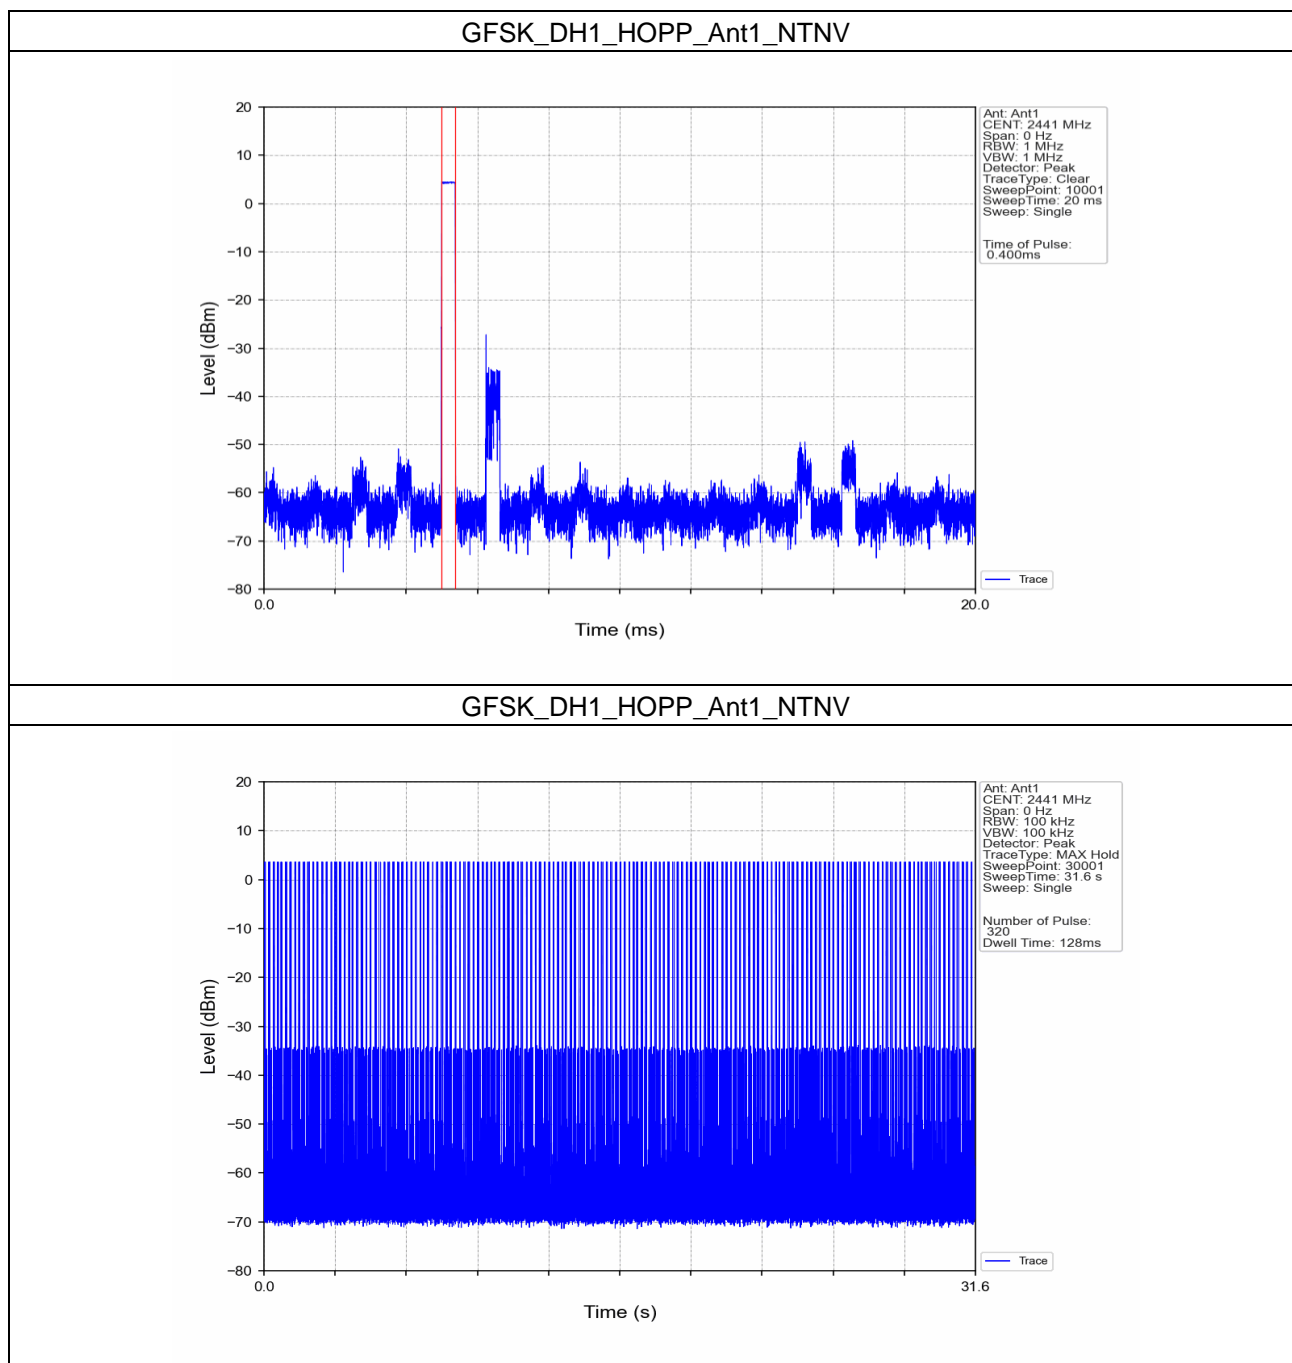 GFSK_DH1_HOPP_Ant1_NTNV
20
10
0
−10
−20
−30
−40
−50
−60
−70
−80
Level (dBm)
0.0
20.0
Time (ms)
Ant: Ant1
CENT: 2441 MHz
Span: 0 Hz
RBW: 1 MHz
VBW: 1 MHz
Detector: Peak
TraceType: Clear
SweepPoint: 10001
SweepTime: 20 ms
Sweep: Single
Time of Pulse:
0.400ms
Trace
GFSK_DH1_HOPP_Ant1_NTNV
20
10
0
−10
−20
−30
−40
−50
−60
−70
−80
Level (dBm)
0.0
31.6
Time (s)
Ant: Ant1
CENT: 2441 MHz
Span: 0 Hz
RBW: 100 kHz
VBW: 100 kHz
Detector: Peak
TraceType: MAX Hold
SweepPoint: 30001
SweepTime: 31.6 s
Sweep: Single
Number of Pulse:
320
Dwell Time: 128ms
Trace